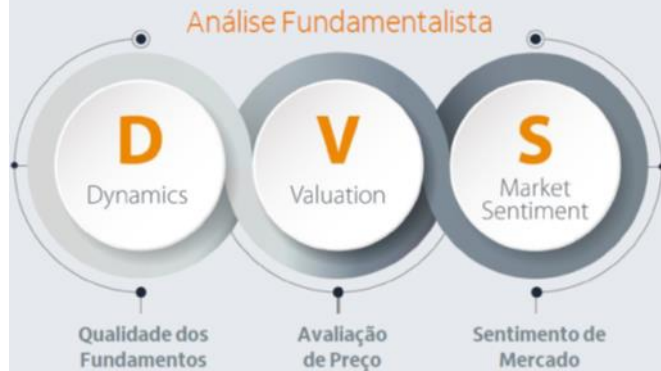 Análise Fundamentalista
D
Dynamics
V
Valuation
S
Market
Sentiment
Qualidade dos
Fundamentos
Avaliação
de Preço
Sentimento de
Mercado